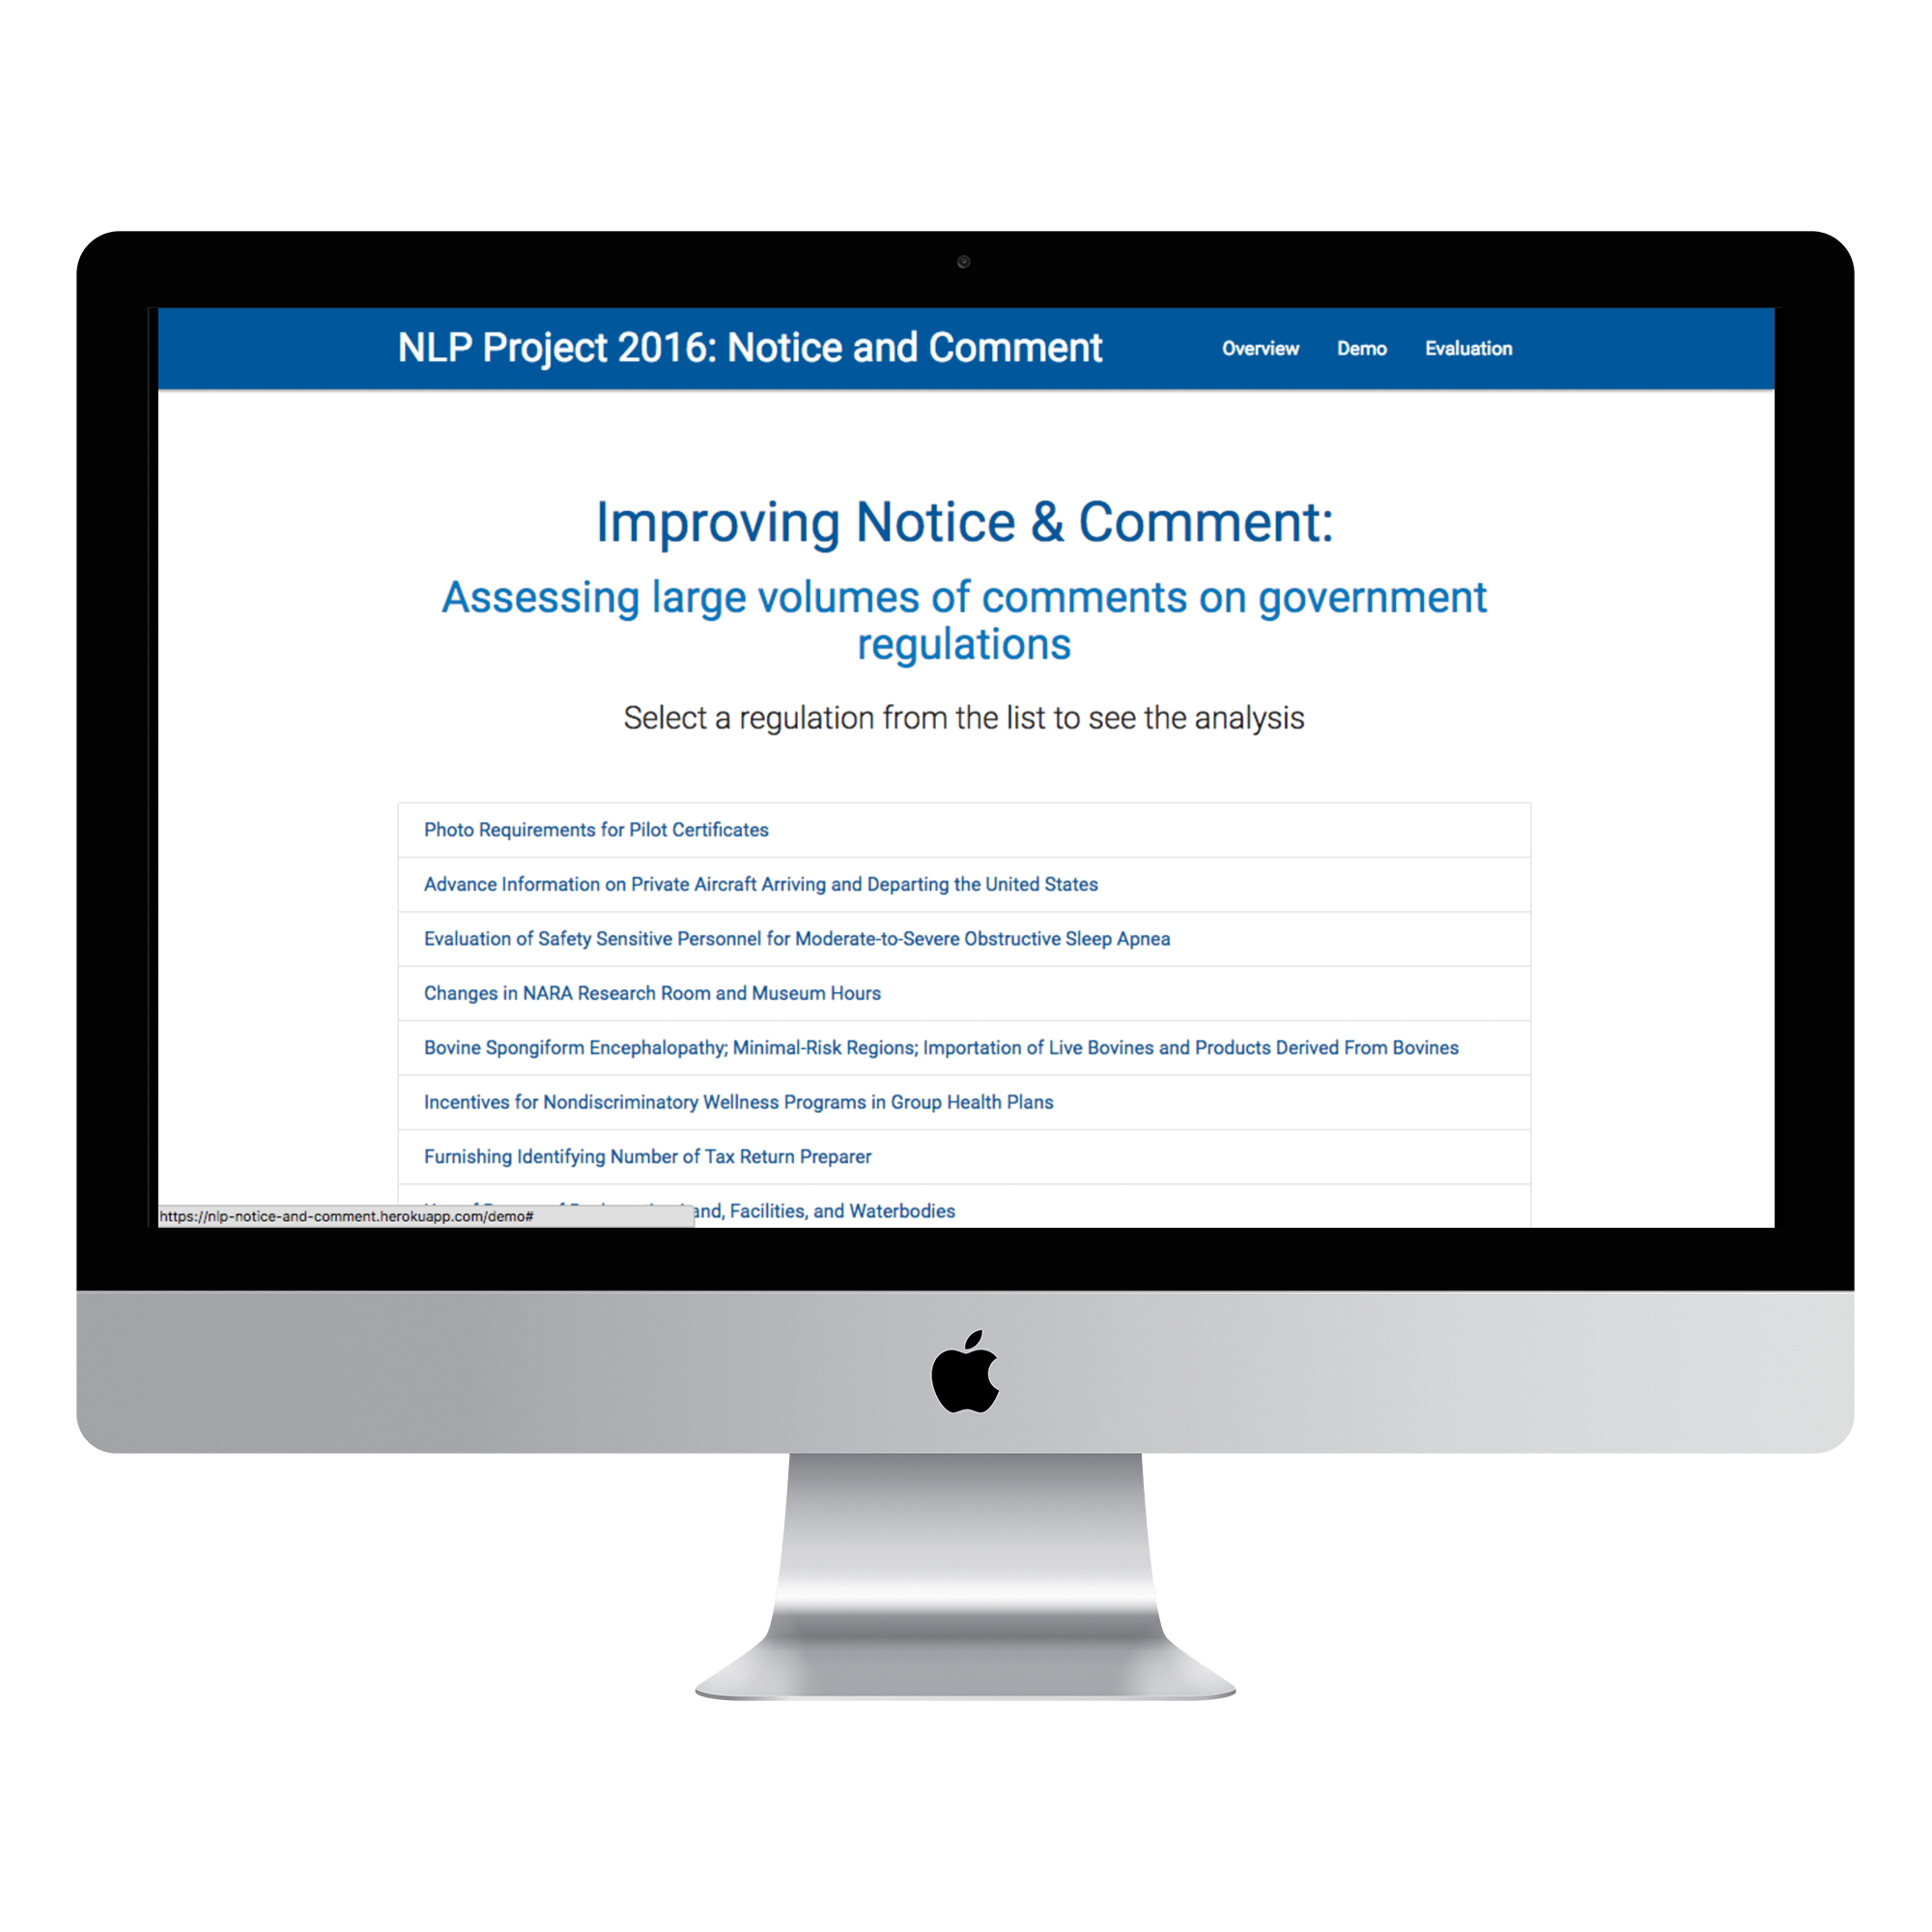 NLP Project 2016: Notice and Comment
Overview
Demo
Evaluation
Improving Notice & Comment:
Assessing large volumes of comments on government
regulations
Select a regulation from the list to see the analysis
Photo Requirements for Pilot Certificates
Advance Information on Private Aircraft Arriving and Departing the United States
Evaluation of Safety Sensitive Personnel for Moderate-to-Severe Obstructive Sleep Apnea
Changes in NARA Research Room and Museum Hours
Bovine Spongiform Encephalopathy; Minimal-Risk Regions; Importation of Live Bovines and Products Derived From Bovines
Incentives for Nondiscriminatory Wellness Programs in Group Health Plans
Furnishing Identifying Number of Tax Return Preparer
Facilities, and Waterbodies
https://nlp-notice-and-comment.herokuapp.com/demo#